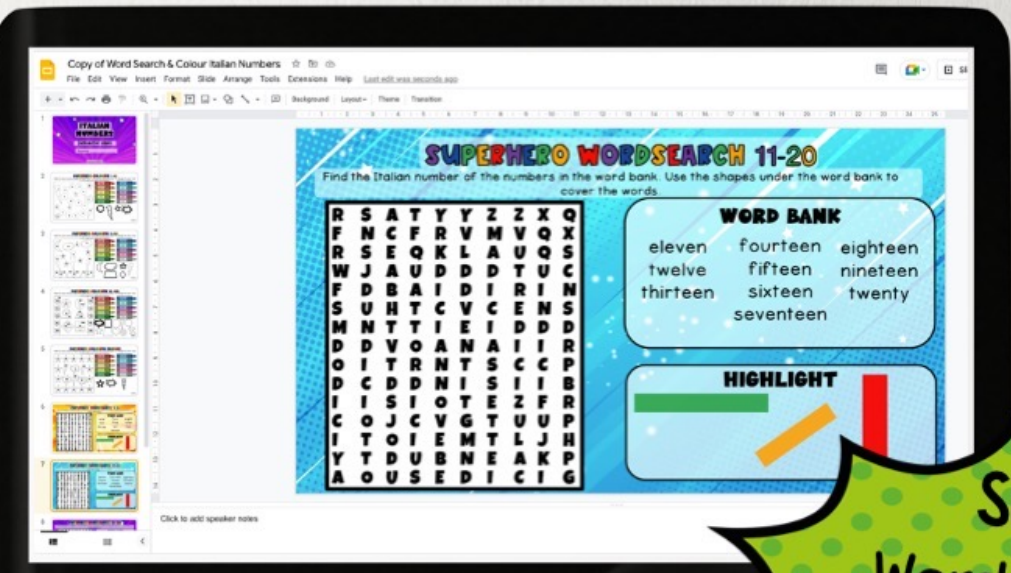 Copy of Word Search & Colour Italian Numbers
File Edit View Insert Format Slide Arrange Tools Extensions Help Last edit was seconds ago
Background Layout Theme Transition
ITALIAN
NUMBERS
SUPERHERO WORDSEARCH 11-20
Find the Italian number of the numbers in the word bank. Use the shapes under the word bank to
cover the words.
R S A T Y Y Z Z X Q
F N C F R V M V Q X
R S E Q K L A U Q S
W J A U D D D T U C
F D B A I D I R I N
S U H T C V C E N S
M N T T I E I D D D
D D V O A N A I I R
O I T R N T S C C P
D C D D N I S I I B
I I S I O T E Z F R
C O J C V G T U U P
I T O I E M T L J H
Y T D U B N E A K P
A O U S E D I C I G
WORD BANK
eleven fourteen eighteen
twelve fifteen nineteen
thirteen sixteen twenty
seventeen
HIGHLIGHT
Click to add speaker notes